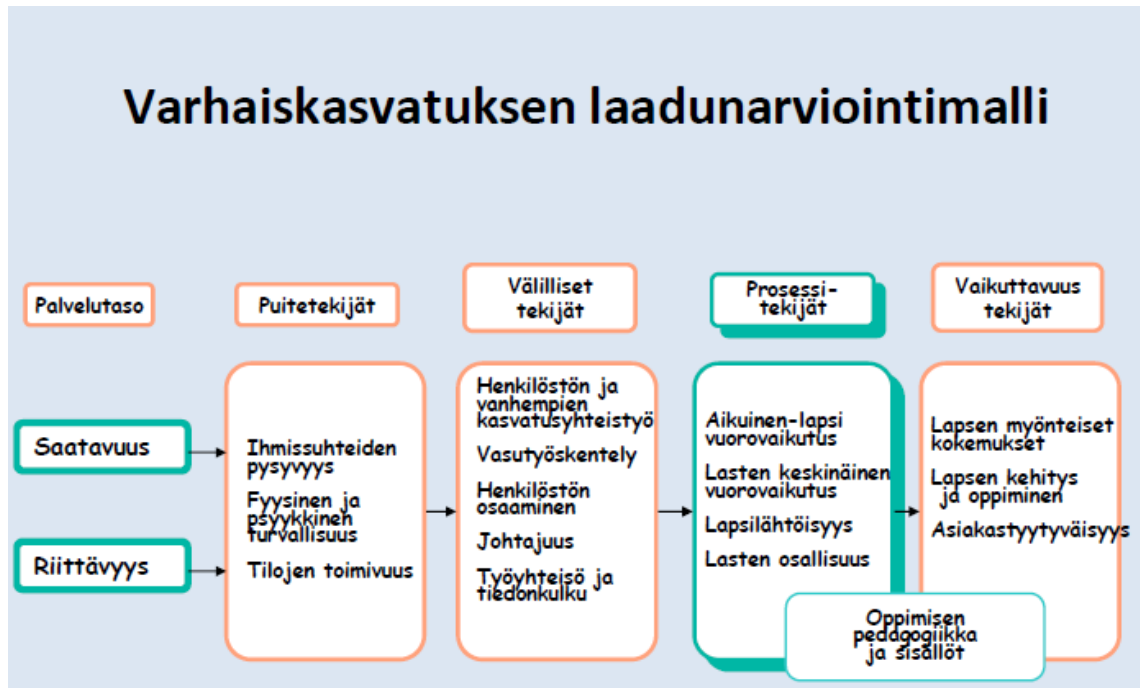 Varhaiskasvatuksen laadunarviointimalli
Palvelutaso
Puitetekijät
Välilliset
tekijät
Prosessi-
tekijät
Vaikuttavuus
tekijät
Saatavuus
Riittävyys
Ihmissuhteiden
pysyvyys
Fyysinen ja
psyykkineh
turvallisuus
Tilojen toimivuus
Henkilöstön ja
vanhempien
kasvatusyhteistyö
Vasutyöskentely
Henkilöstön
osaaminen
Johtajuus
Työyhteisö ja
tiedonkulku
Aikuinen-lapsi
vuorovaikutus
Lasten keskinäinen
vuorovaikutus
Lapsilähtöisyys
Lasten osallisuus
Lapsen myönteiset
kokemukset
Lapsen kehitys
ja oppiminen
Asiakastyytyväisyys
Oppimisen
pedagogiikka
ja sisällöt